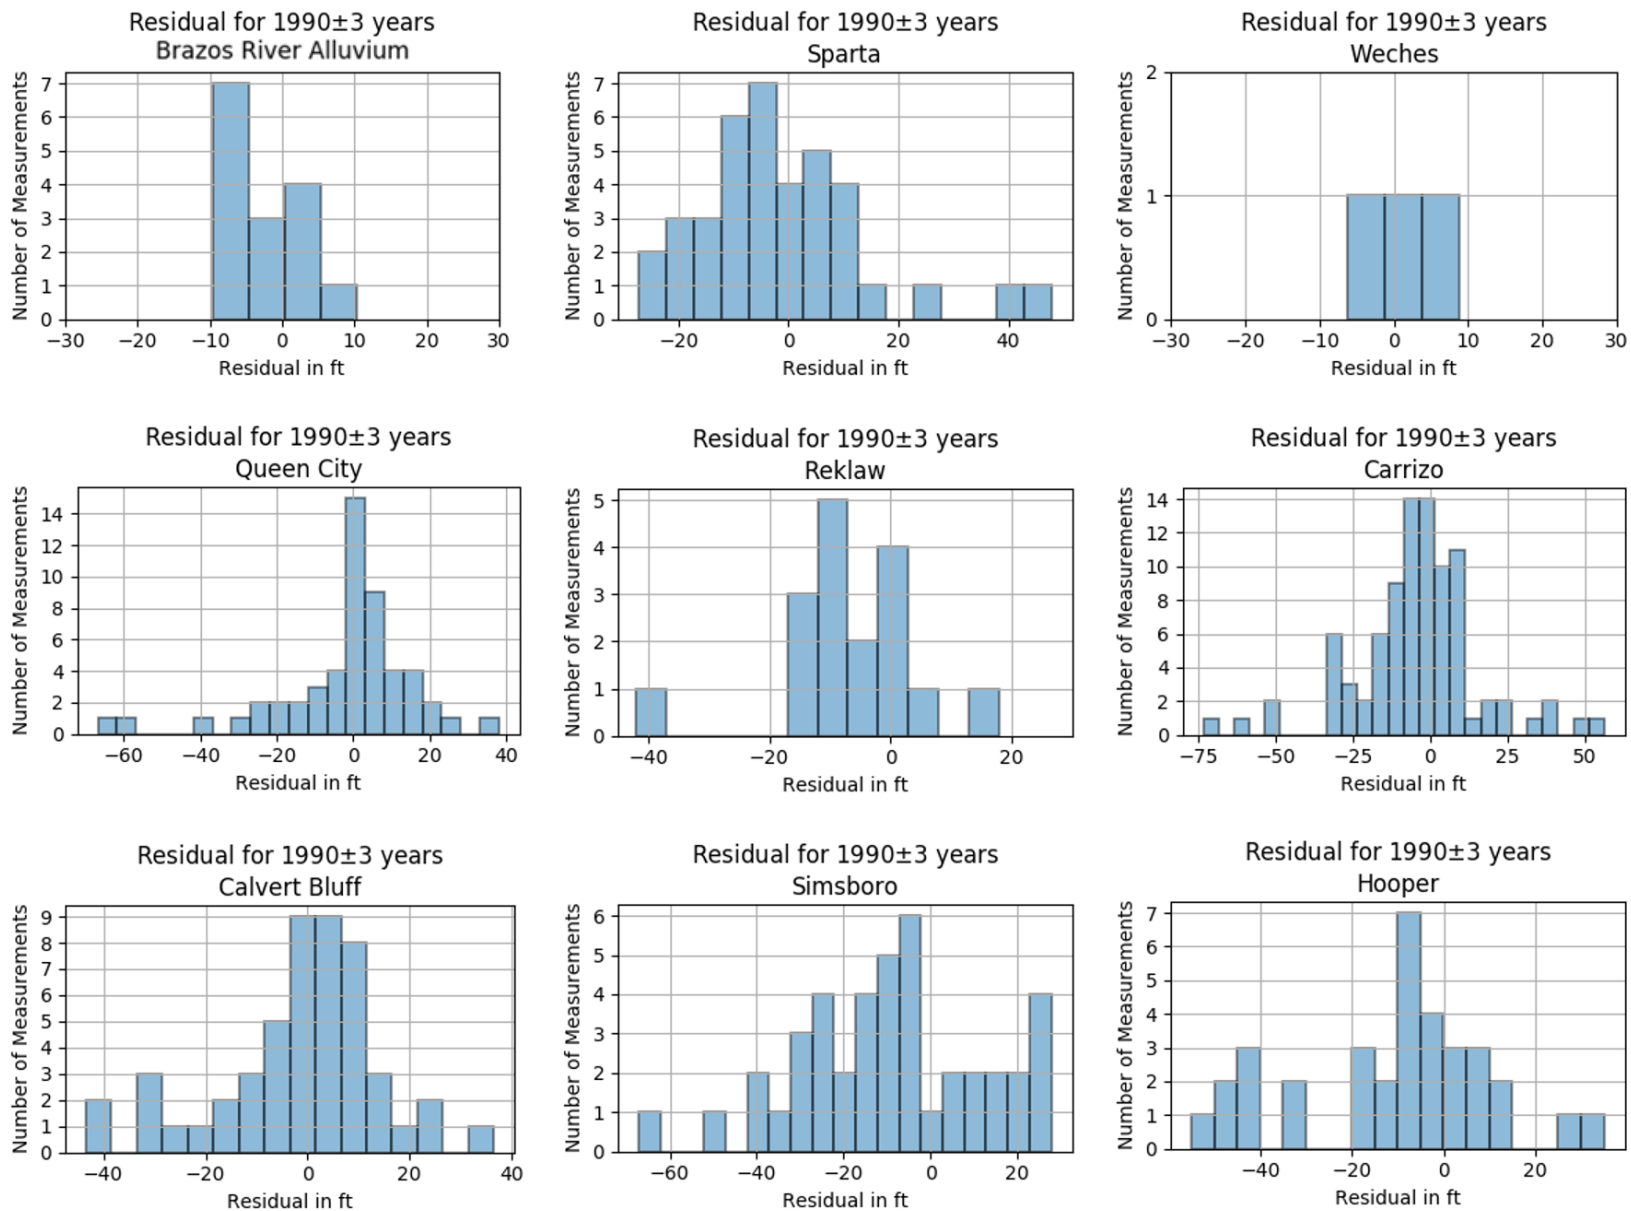 Residual for 1990±3 years
Brazos River Alluvium
Number of Measurements
7
6
5
4
3
2
1
0
−30 −20 −10 0 10 20 30
Residual in ft
Residual for 1990±3 years
Sparta
Number of Measurements
7
6
5
4
3
2
1
0
−20 0 20 40
Residual in ft
Residual for 1990±3 years
Weches
Number of Measurements
2
1
0
−30 −20 −10 0 10 20 30
Residual in ft
Residual for 1990±3 years
Queen City
Number of Measurements
14
12
10
8
6
4
2
0
−60 −40 −20 0 20 40
Residual in ft
Residual for 1990±3 years
Reklaw
Number of Measurements
5
4
3
2
1
0
−40 −20 0 20
Residual in ft
Residual for 1990±3 years
Carrizo
Number of Measurements
14
12
10
8
6
4
2
0
−75 −50 −25 0 25 50
Residual in ft
Residual for 1990±3 years
Calvert Bluff
Number of Measurements
9
8
7
6
5
4
3
2
1
0
−40 −20 0 20 40
Residual in ft
Residual for 1990±3 years
Simsboro
Number of Measurements
6
5
4
3
2
1
0
−60 −40 −20 0 20
Residual in ft
Residual for 1990±3 years
Hooper
Number of Measurements
7
6
5
4
3
2
1
0
−40 −20 0 20
Residual in ft